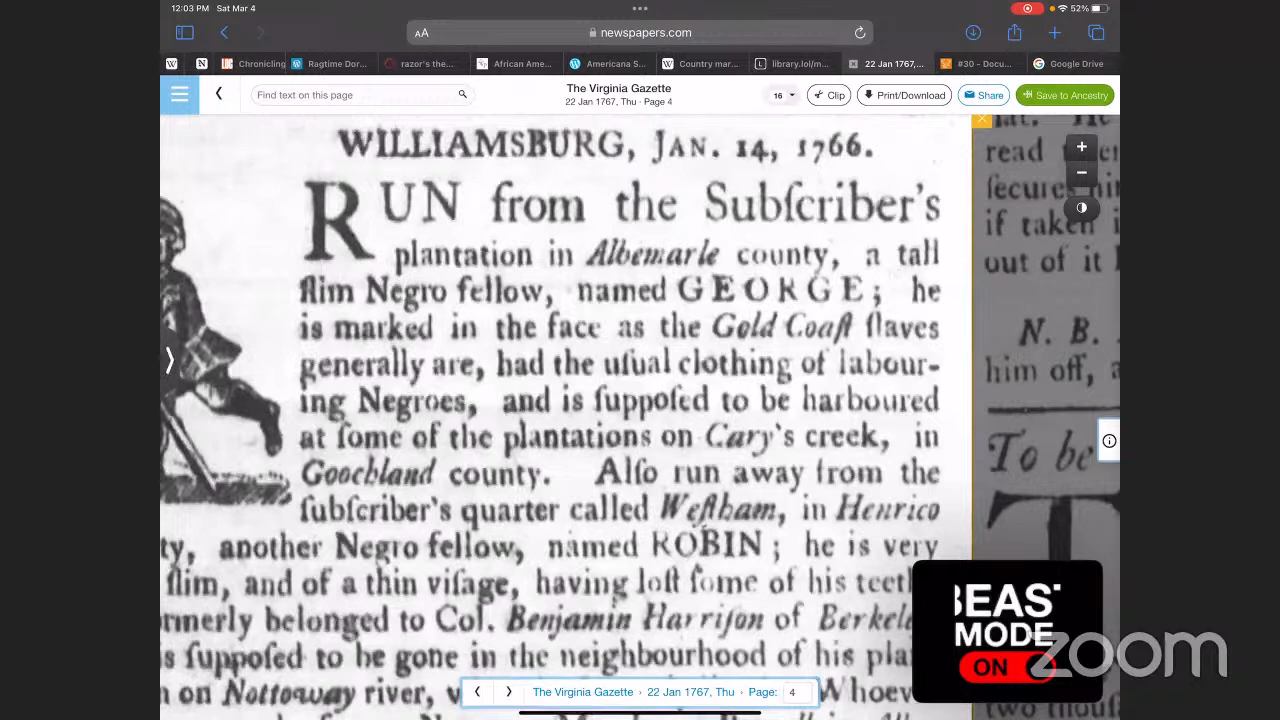 12:03 PM Sat Mar 4
52%
AA
newspapers.com
W
N
Chronicling
Ragtime Dor...
razor's the...
African Ame...
Americana S...
Country mar...
library.lol/m...
22 Jan 1767,...
#30 - Docu...
Google Drive
Find text on this page
The Virginia Gazette
22 Jan 1767, Thu · Page 4
16
Clip
Print/Download
Share
Save to Ancestry
WILLIAMSBURG, JAN. 14, 1766.
RUN from the Subſcriber's
plantation in Albemarle county, a tall
ſlim Negro fellow, named GEORGE; he
is marked in the face as the Gold Coaſt ſlaves
generally are, had the uſual clothing of labour-
ing Negroes, and is ſuppoſed to be harboured
at ſome of the plantations on Cary's creek, in
Goochland county. Alſo run away from the
ſubſcriber's quarter called Weſtham, in Henrico
ty, another Negro fellow, named ROBIN; he is very
ſlim, and of a thin viſage, having loſt ſome of his teeth
rmerly belonged to Col. Benjamin Harriſon of Berkele
s ſuppoſed to be gone in the neighbourhood of his plan
on Nottoway river,
Whoev
read
ſecures
if taken
out of it
N. B.
him off, a
To be
two thouſ
The Virginia Gazette › 22 Jan 1767, Thu › Page: 4
BEAST
MODE
ON
zoom